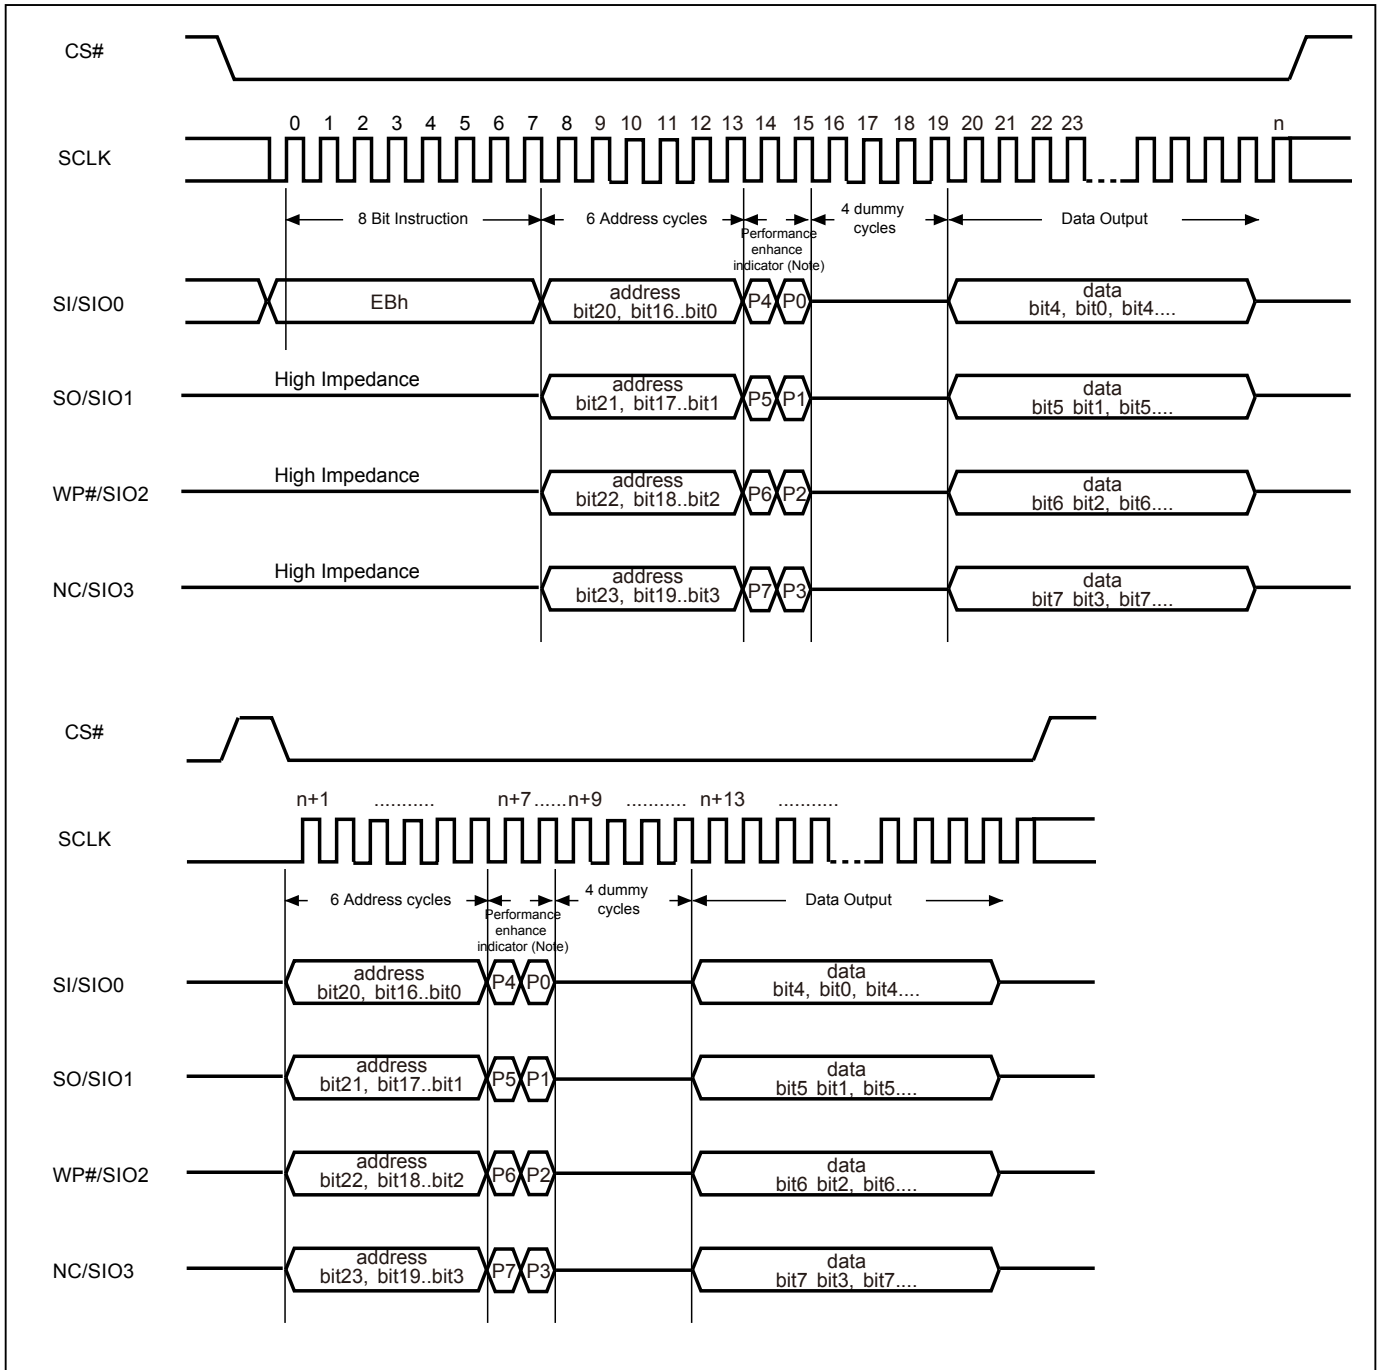 CS#
0 1 2 3 4 5 6 7 8 9 10 11 12 13 14 15 16 17 18 19 20 21 22 23 n
SCLK
8 Bit Instruction 6 Address cycles Performance enhance indicator (Note) 4 dummy cycles Data Output
SI/SIO0 EBh address bit20, bit16..bit0 P4 P0 data bit4, bit0, bit4....
High Impedance
SO/SIO1 address bit21, bit17..bit1 P5 P1 data bit5 bit1, bit5....
High Impedance
WP#/SIO2 address bit22, bit18..bit2 P6 P2 data bit6 bit2, bit6....
High Impedance
NC/SIO3 address bit23, bit19..bit3 P7 P3 data bit7 bit3, bit7....
CS#
n+1 ........... n+7......n+9 ........... n+13 ...........
SCLK
6 Address cycles Performance enhance indicator (Note) 4 dummy cycles Data Output
SI/SIO0 address bit20, bit16..bit0 P4 P0 data bit4, bit0, bit4....
SO/SIO1 address bit21, bit17..bit1 P5 P1 data bit5 bit1, bit5....
WP#/SIO2 address bit22, bit18..bit2 P6 P2 data bit6 bit2, bit6....
NC/SIO3 address bit23, bit19..bit3 P7 P3 data bit7 bit3, bit7....